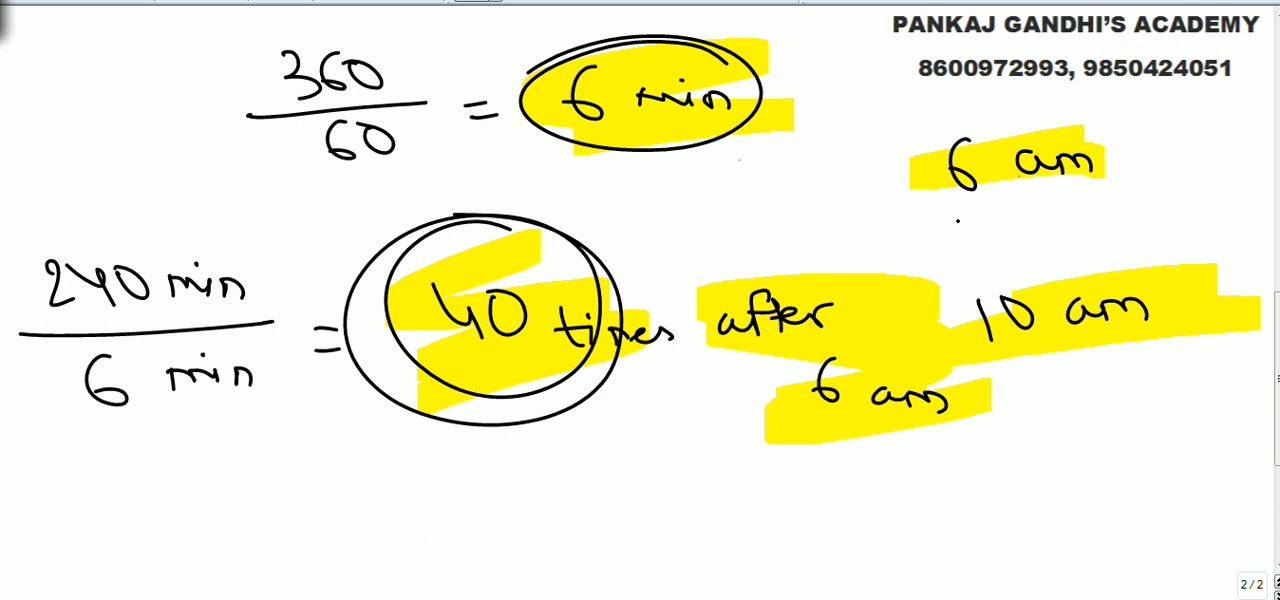 PANKAJ GANDHI'S ACADEMY
8600972993, 9850424051
360
60
= 6 min
6 am
240 min
6 min
= 40 times after 10 am
6 am
2/2